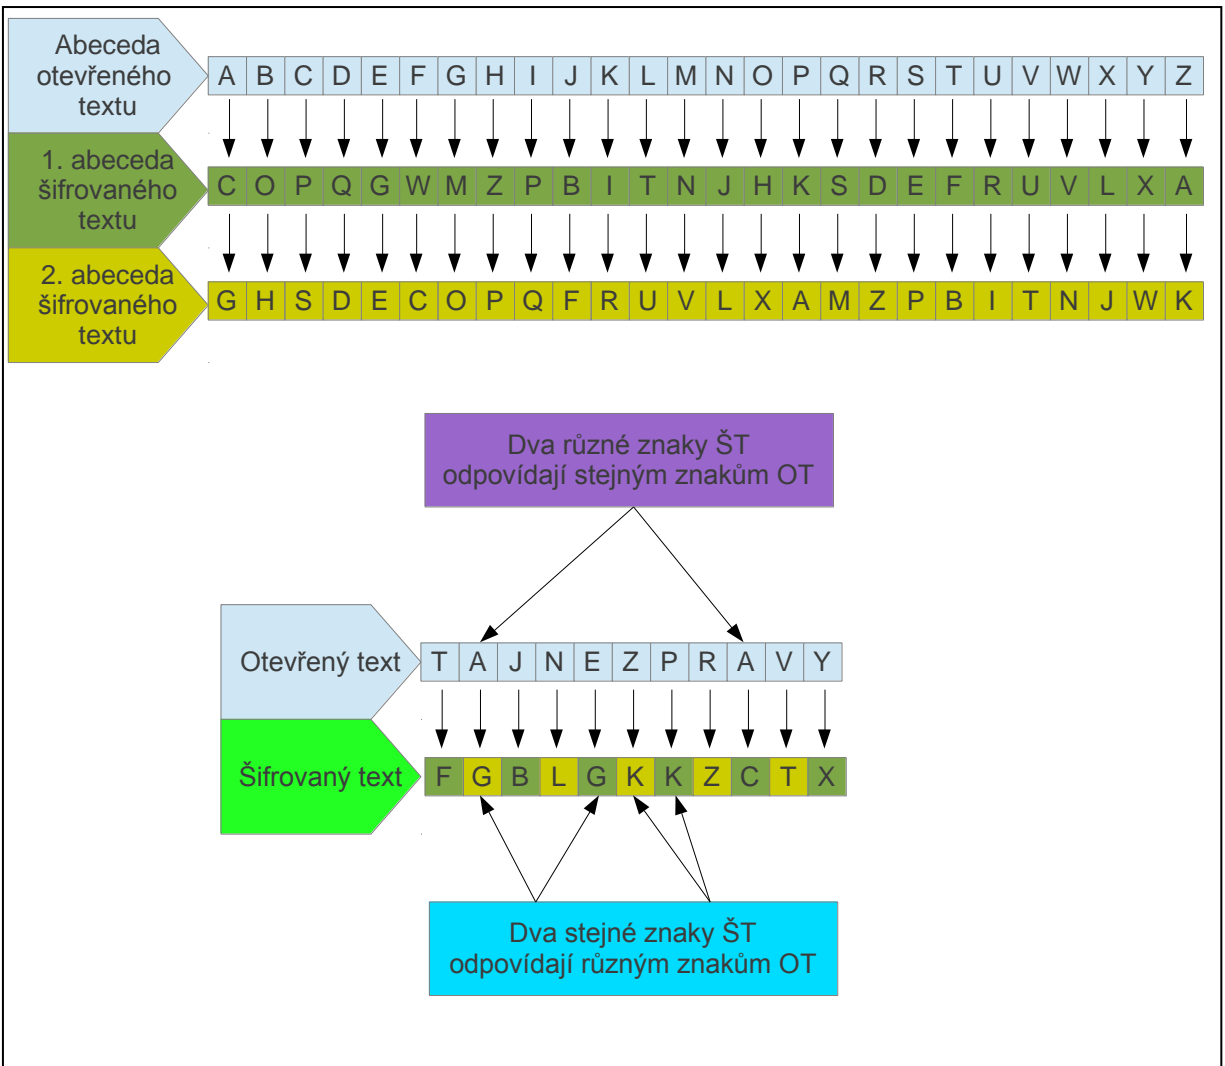 Abeceda
otevřeného
textu
A B C D E F G H I J K L M N O P Q R S T U V W X Y Z
1. abeceda
šifrovaného
textu
C O P Q G W M Z P B I T N J H K S D E F R U V L X A
2. abeceda
šifrovaného
textu
G H S D E C O P Q F R U V L X A M Z P B I T N J W K
Dva různé znaky ŠT
odpovídají stejným znakům OT
Otevřený text
T A J N E Z P R A V Y
Šifrovaný text
F G B L G K K Z C T X
Dva stejné znaky ŠT
odpovídají různým znakům OT